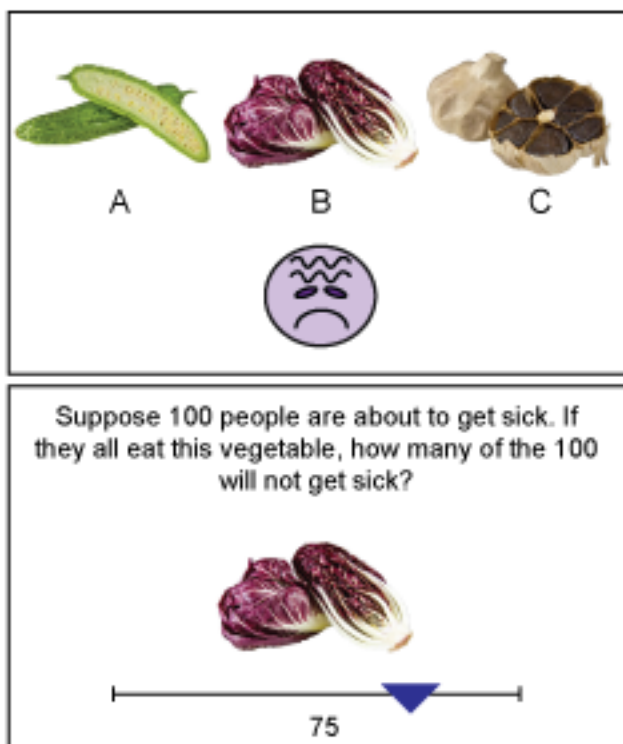 A B C
Suppose 100 people are about to get sick. If
they all eat this vegetable, how many of the 100
will not get sick?
75